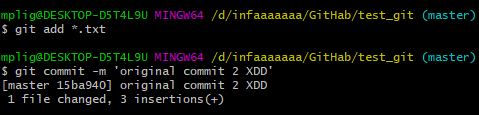 mplig@DESKTOP-D5T4L9U MINGW64 /d/infaaaaaaa/GitHab/test_git (master)
$ git add *.txt
mplig@DESKTOP-D5T4L9U MINGW64 /d/infaaaaaaa/GitHab/test_git (master)
$ git commit -m 'original commit 2 XDD'
[master 15ba940] original commit 2 XDD
1 file changed, 3 insertions(+)